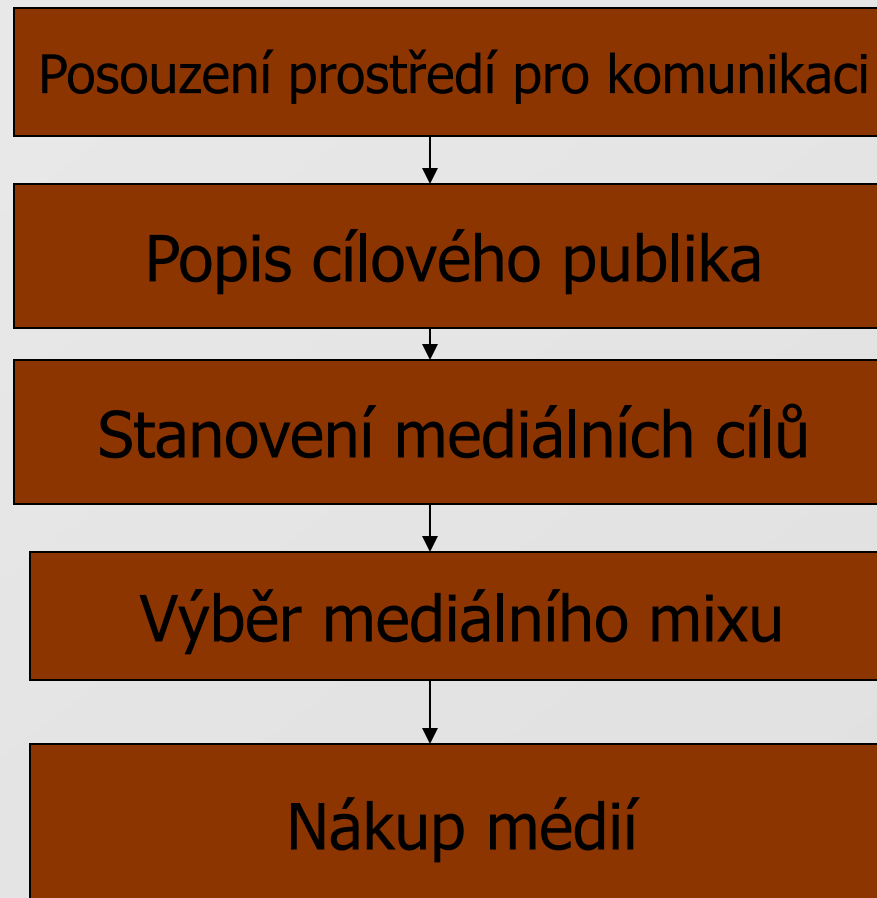 Posouzení prostředí pro komunikaci
Popis cílového publika
Stanovení mediálních cílů
Výběr mediálního mixu
Nákup médií